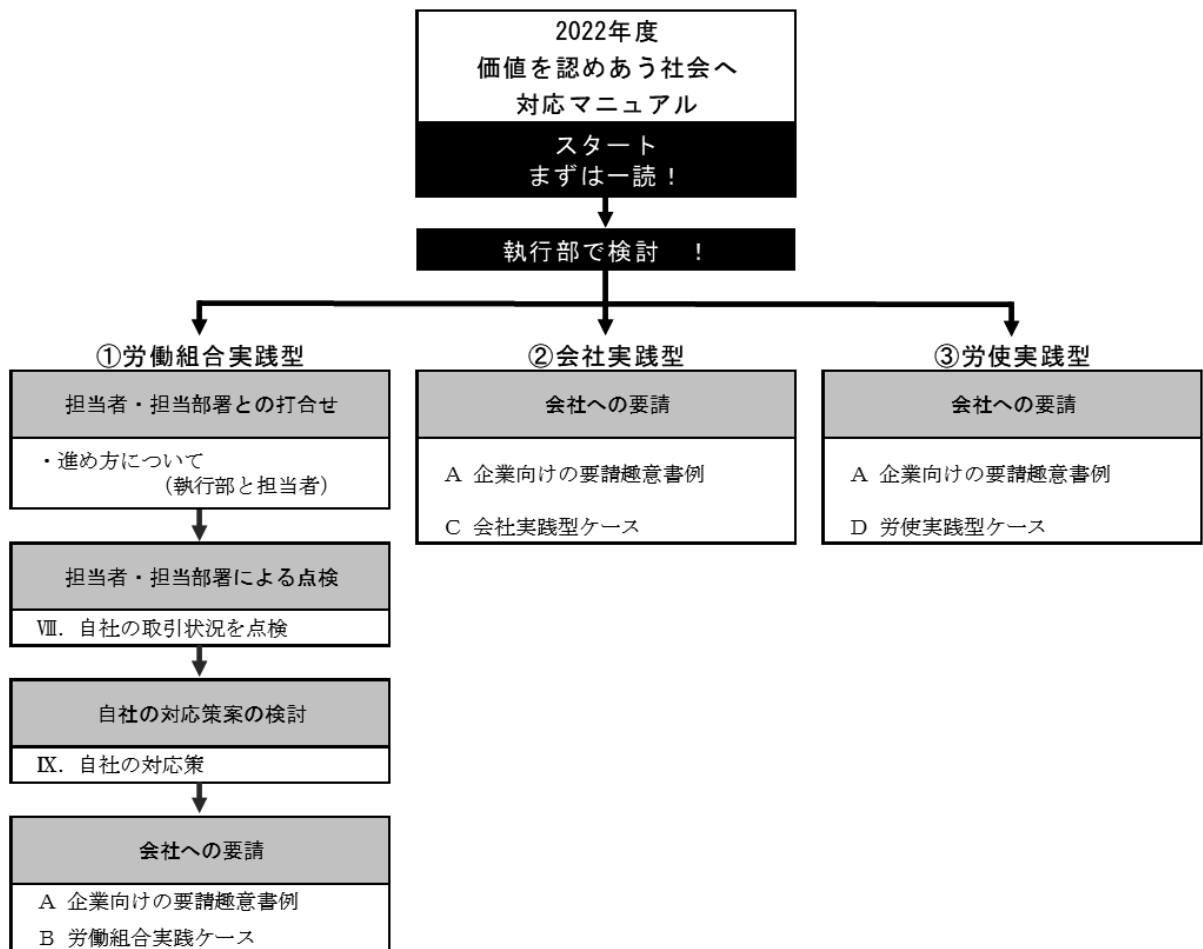 2022年度
価値を認めあう社会へ
対応マニュアル
スタート
まずは一読！
執行部で検討　！
①労働組合実践型
担当者・担当部署との打合せ
・進め方について
（執行部と担当者）
担当者・担当部署による点検
Ⅷ．自社の取引状況を点検
自社の対応策案の検討
Ⅸ．自社の対応策
会社への要請
A 企業向けの要請趣意書例
B 労働組合実践ケース
②会社実践型
会社への要請
A 企業向けの要請趣意書例
C 会社実践型ケース
③労使実践型
会社への要請
A 企業向けの要請趣意書例
D 労使実践型ケース